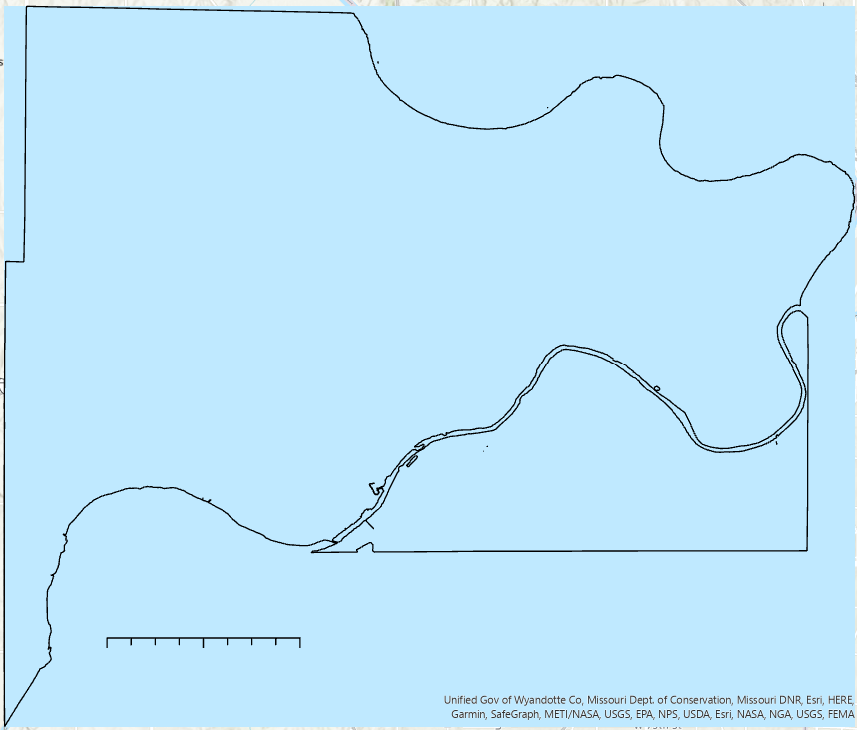 Unified Gov of Wyandotte Co, Missouri Dept. of Conservation, Missouri DNR, Esri, HERE,
Garmin, SafeGraph, METI/NASA, USGS, EPA, NPS, USDA, Esri, NASA, NGA, USGS, FEMA